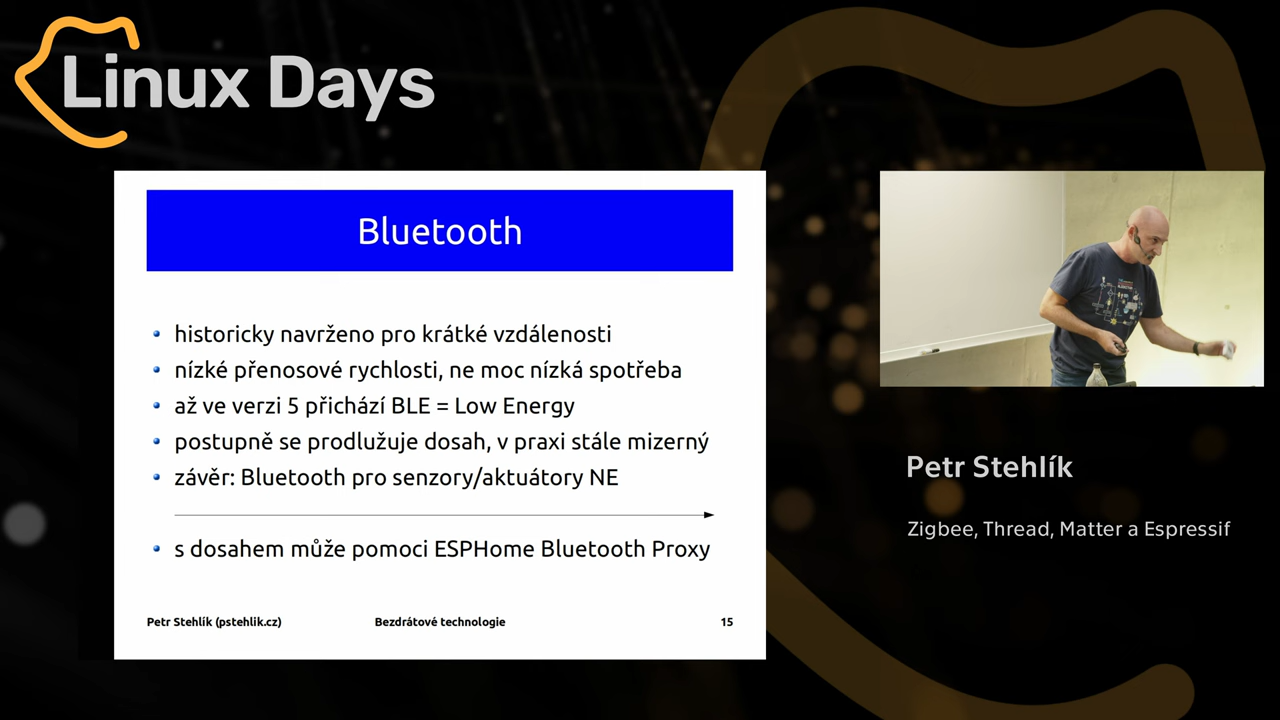 Linux Days
Bluetooth
historicky navrženo pro krátké vzdálenosti
nízké přenosové rychlosti, ne moc nízká spotřeba
až ve verzi 5 přichází BLE = Low Energy
postupně se prodlužuje dosah, v praxi stále mizerný
závěr: Bluetooth pro senzory/aktuátory NE
s dosahem může pomoci ESPHome Bluetooth Proxy
Petr Stehlík (pstehlik.cz)
Bezdrátové technologie
15
Petr Stehlík
Zigbee, Thread, Matter a Espressif